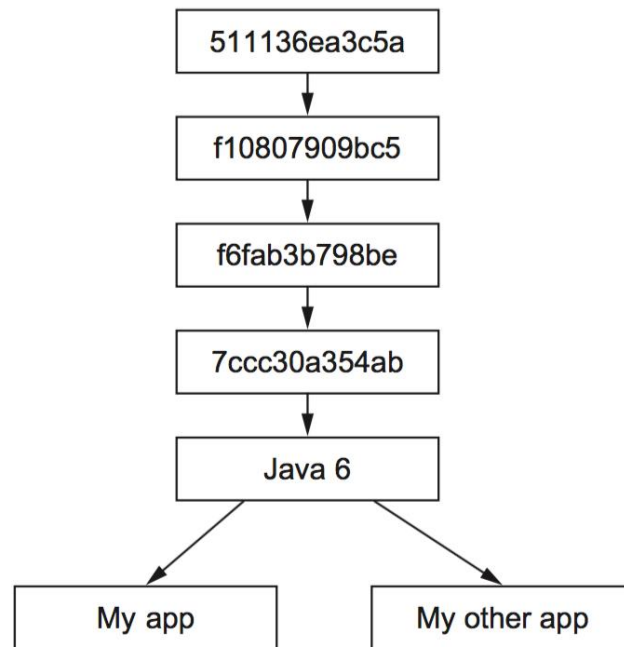 511136ea3c5a
f10807909bc5
f6fab3b798be
7ccc30a354ab
Java 6
My app
My other app